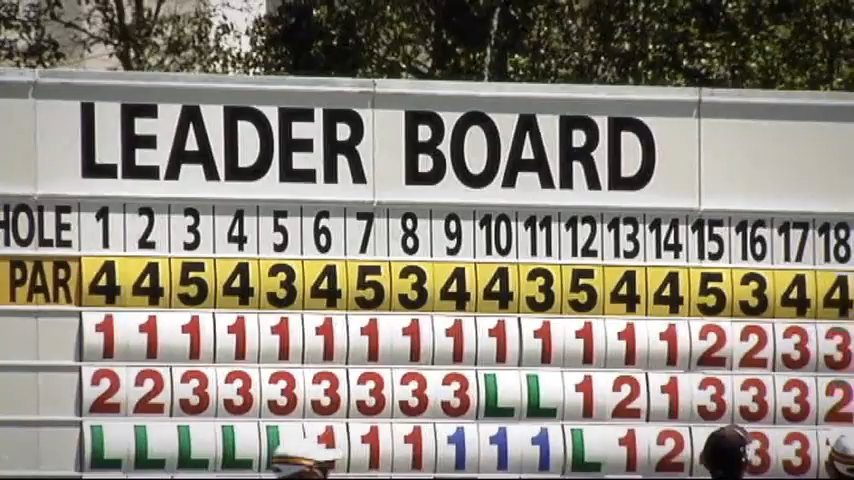 LEADER BOARD
HOLE 1 2 3 4 5 6 7 8 9 10 11 12 13 14 15 16 17 18
PAR 4 4 5 4 3 4 5 3 4 4 3 5 4 4 5 3 4 4
1 1 1 1 1 1 1 1 1 1 1 1 1 1 2 2 3 3
2 2 3 3 3 3 3 3 3 L L 1 2 1 3 3 3 2
L L L L L 1 1 1 1 1 1 L 1 2 3 3